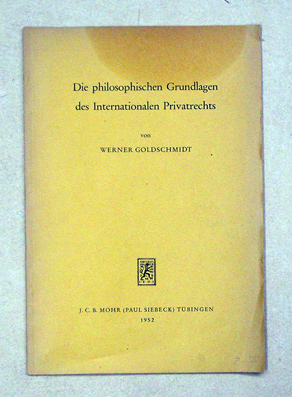 Die philosophischen Grundlagen
des Internationalen Privatrechts
von
WERNER GOLDSCHMIDT
J. C. B. MOHR (PAUL SIEBECK) TÜBINGEN
1952